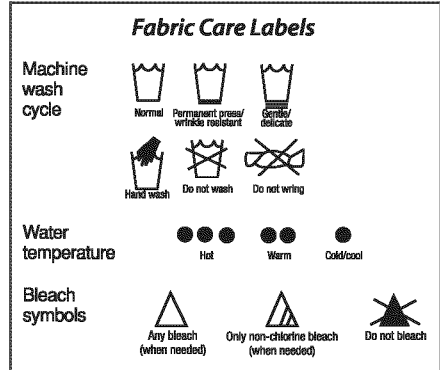 Fabric Care Labels
Machine
wash
cycle
Normal
Permanent press/
wrinkle resistant
Gentle/
delicate
Hand wash
Do not wash
Do not wring
Water
temperature
Hot
Warm
Cold/cool
Bleach
symbols
Any bleach
(when needed)
Only non-chlorine bleach
(when needed)
Do not bleach